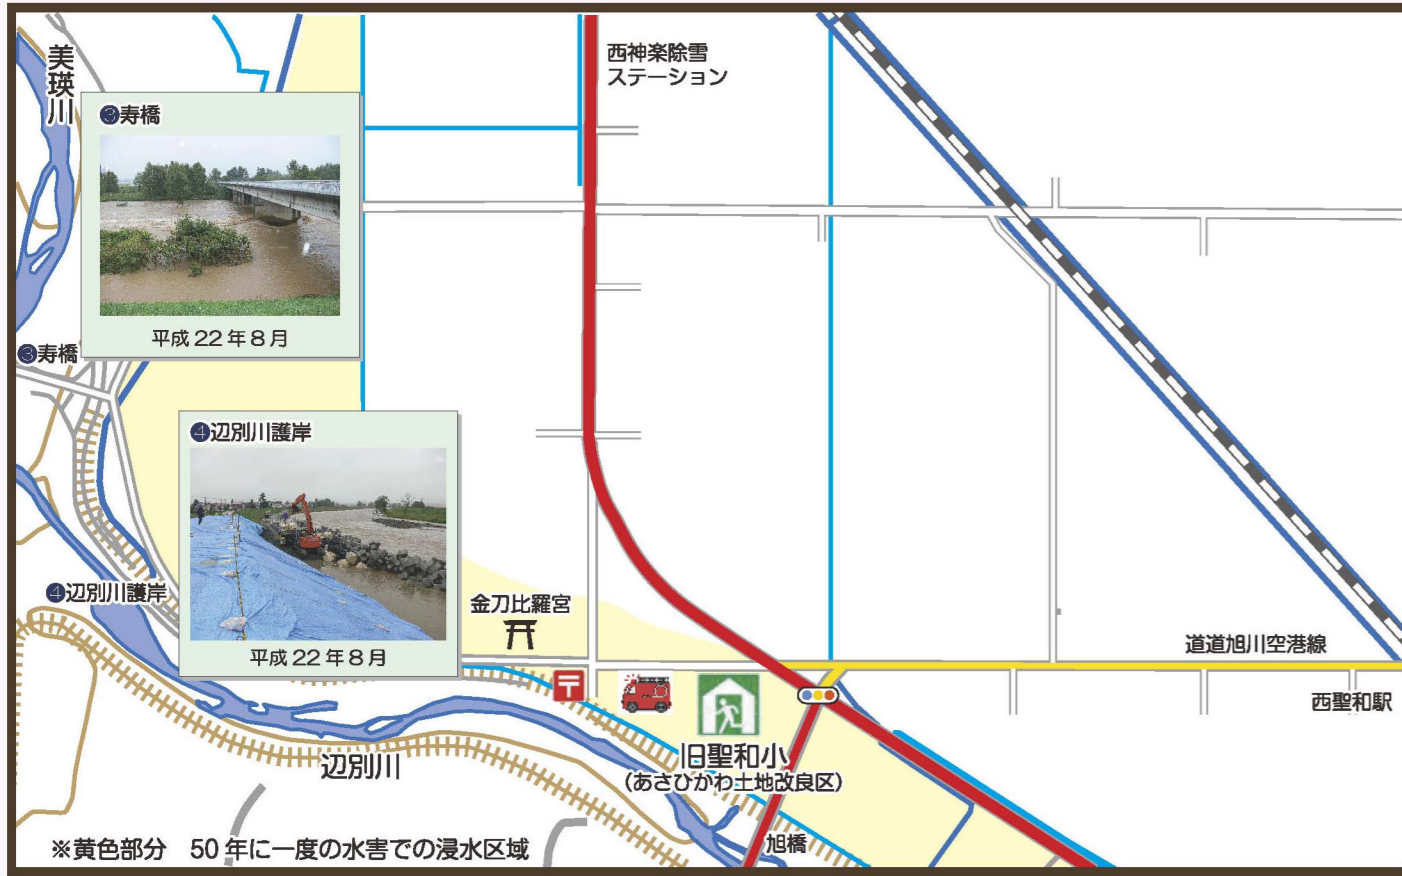 美瑛川
❸寿橋
平成22年8月
西神楽除雪
ステーション
❸寿橋
❹辺別川護岸
平成22年8月
❹辺別川護岸
金刀比羅宮
道道旭川空港線
西聖和駅
〒
旧聖和小
(あさひかわ土地改良区)
辺別川
旭橋
※黄色部分 50年に一度の水害での浸水区域